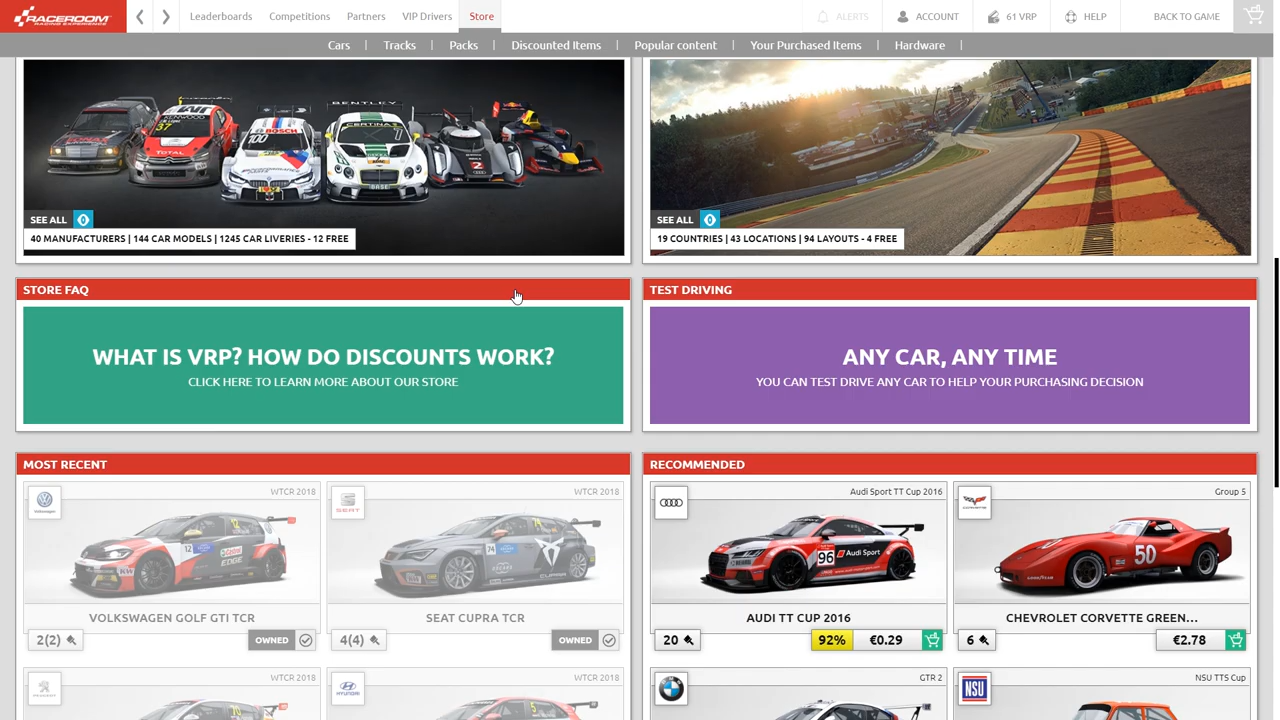 RACEROOM
RACING EXPERIENCE
Leaderboards
Competitions
Partners
VIP Drivers
Store
ALERTS
ACCOUNT
61 VRP
HELP
BACK TO GAME
Cars | Tracks | Packs | Discounted Items | Popular content | Your Purchased Items | Hardware |
SEE ALL
40 MANUFACTURERS | 144 CAR MODELS | 1245 CAR LIVERIES - 12 FREE
SEE ALL
19 COUNTRIES | 43 LOCATIONS | 94 LAYOUTS - 4 FREE
STORE FAQ
WHAT IS VRP? HOW DO DISCOUNTS WORK?
CLICK HERE TO LEARN MORE ABOUT OUR STORE
TEST DRIVING
ANY CAR, ANY TIME
YOU CAN TEST DRIVE ANY CAR TO HELP YOUR PURCHASING DECISION
MOST RECENT
WTCR 2018
VOLKSWAGEN GOLF GTI TCR
2(2)
OWNED
WTCR 2018
SEAT CUPRA TCR
4(4)
OWNED
WTCR 2018
WTCR 2018
RECOMMENDED
Audi Sport TT Cup 2016
96
Audi Sport
AUDI TT CUP 2016
20
92%
€0.29
Group 5
50
CHEVROLET CORVETTE GREEN...
6
€2.78
GTR 2
NSU
NSU TTS Cup